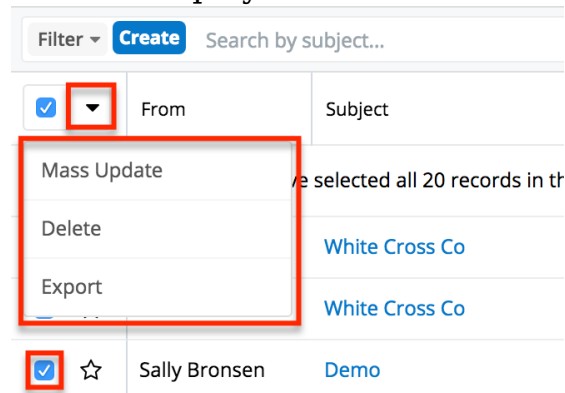 Filter Create Search by subject...
From Subject
Mass Update
selected all 20 records in th
Delete
White Cross Co
Export
White Cross Co
Sally Bronsen Demo